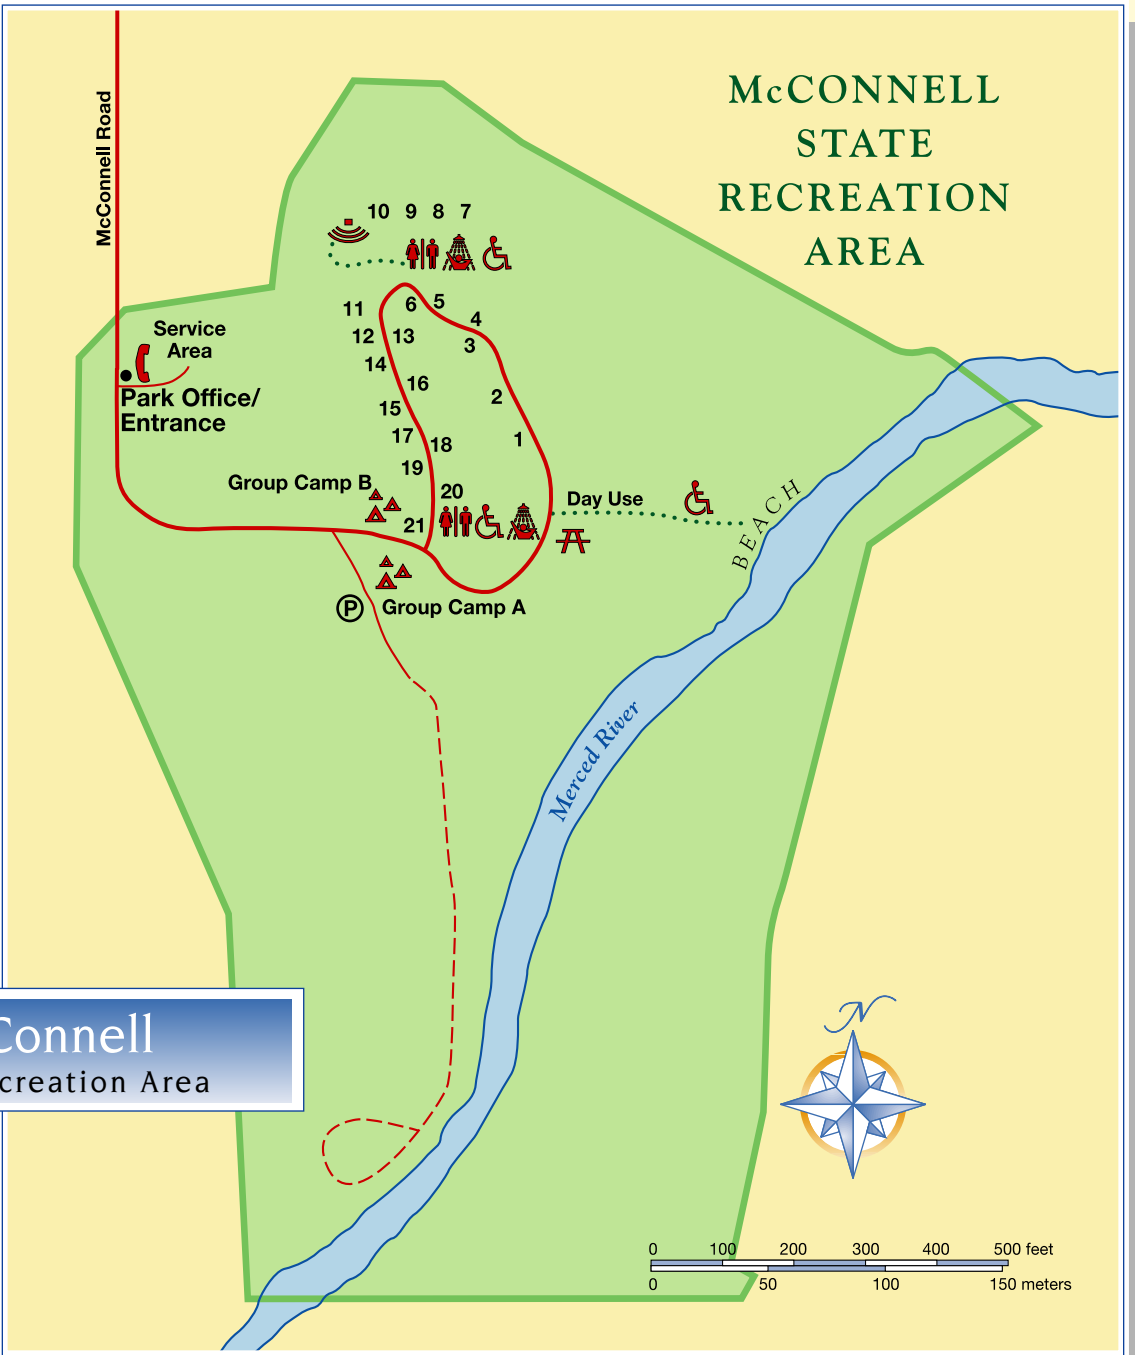 McCONNELL
STATE
RECREATION
AREA
McConnell Road
10 9 8 7
11
6
5
4
12
13
3
14
16
2
15
17
18
1
19
20
21
Service
Area
Park Office/
Entrance
Group Camp B
Day Use
BEACH
P
Group Camp A
Merced River
Connell
creation Area
N
0 100 200 300 400 500 feet
0 50 100 150 meters